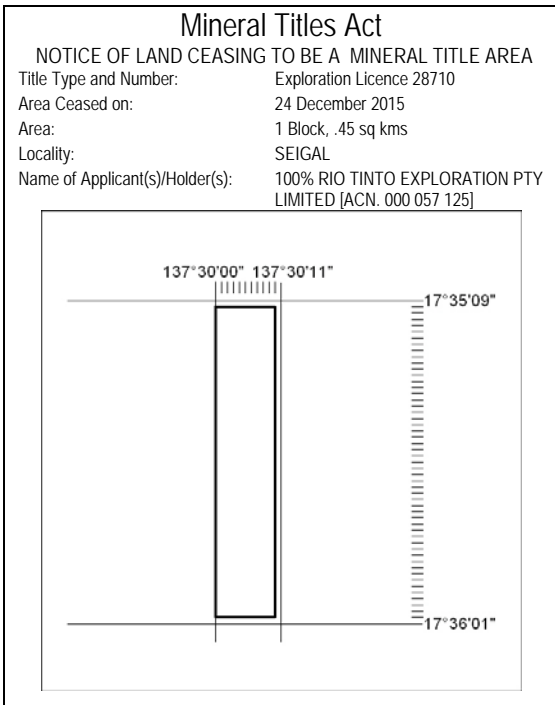 Mineral Titles Act
NOTICE OF LAND CEASING TO BE A MINERAL TITLE AREA
Title Type and Number: Exploration Licence 28710
Area Ceased on: 24 December 2015
Area: 1 Block, .45 sq kms
Locality: SEIGAL
Name of Applicant(s)/Holder(s): 100% RIO TINTO EXPLORATION PTY
LIMITED [ACN. 000 057 125]
137°30'00" 137°30'11"
17°35'09"
17°36'01"